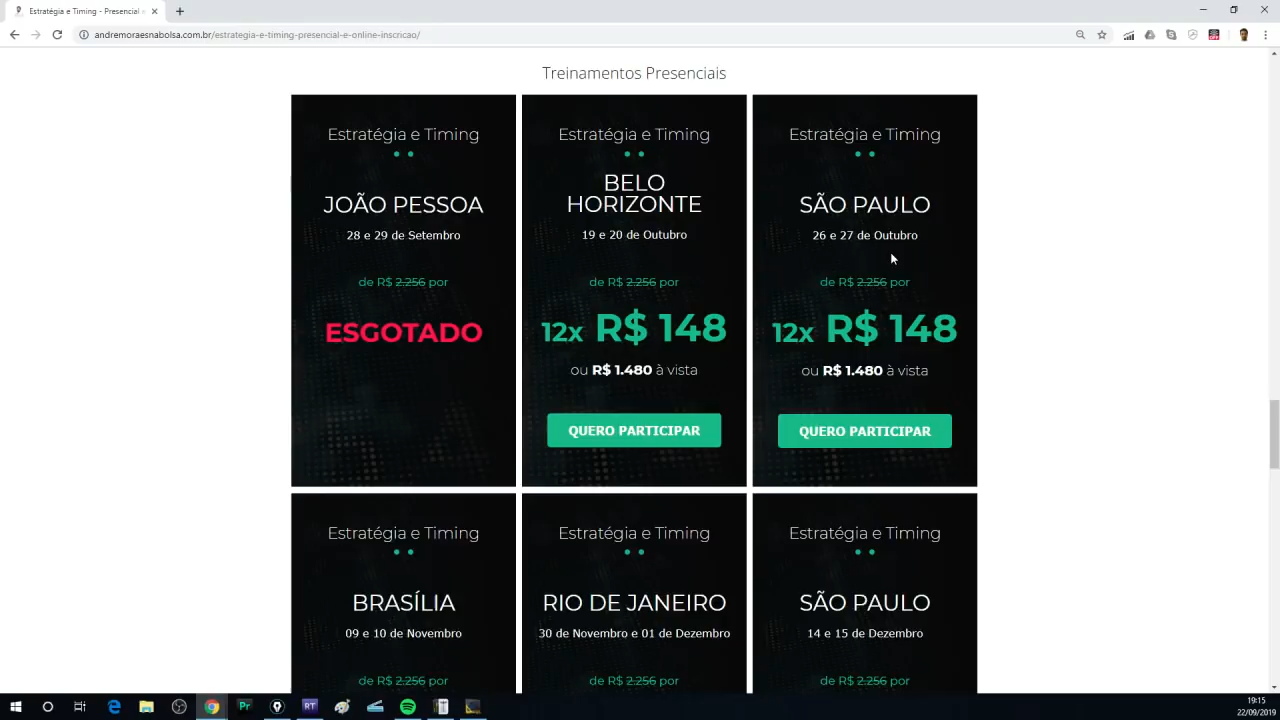 Estratégia e Timing - Presencial
andremoraesnabolsa.com.br/estrategia-e-timing-presencial-e-online-inscricao/
Treinamentos Presenciais
Estratégia e Timing
JOÃO PESSOA
28 e 29 de Setembro
de R$ 2.256 por
ESGOTADO
Estratégia e Timing
BELO
HORIZONTE
19 e 20 de Outubro
de R$ 2.256 por
12x R$ 148
ou R$ 1.480 à vista
QUERO PARTICIPAR
Estratégia e Timing
SÃO PAULO
26 e 27 de Outubro
de R$ 2.256 por
12x R$ 148
ou R$ 1.480 à vista
QUERO PARTICIPAR
Estratégia e Timing
BRASÍLIA
09 e 10 de Novembro
de R$ 2.256 por
Estratégia e Timing
RIO DE JANEIRO
30 de Novembro e 01 de Dezembro
de R$ 2.256 por
Estratégia e Timing
SÃO PAULO
14 e 15 de Dezembro
de R$ 2.256 por
Pr
RT
19:15
22/09/2019